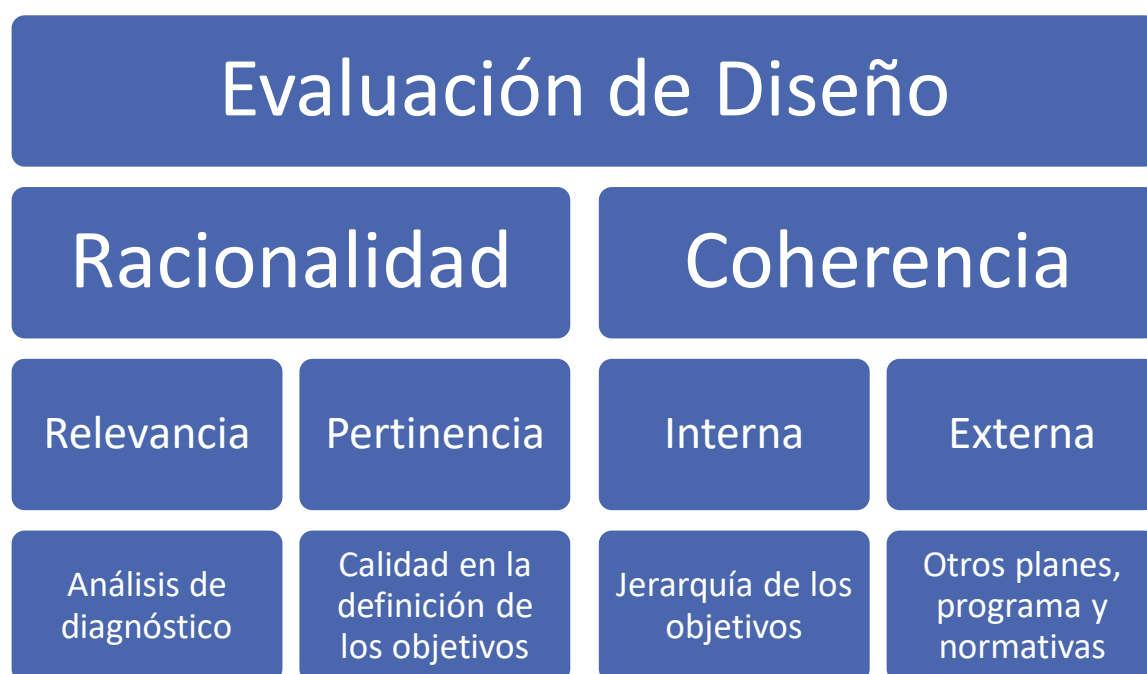 Evaluación de Diseño
Racionalidad
Coherencia
Relevancia
Pertinencia
Interna
Externa
Análisis de
diagnóstico
Calidad en la
definición de
los objetivos
Jerarquía de los
objetivos
Otros planes,
programa y
normativas